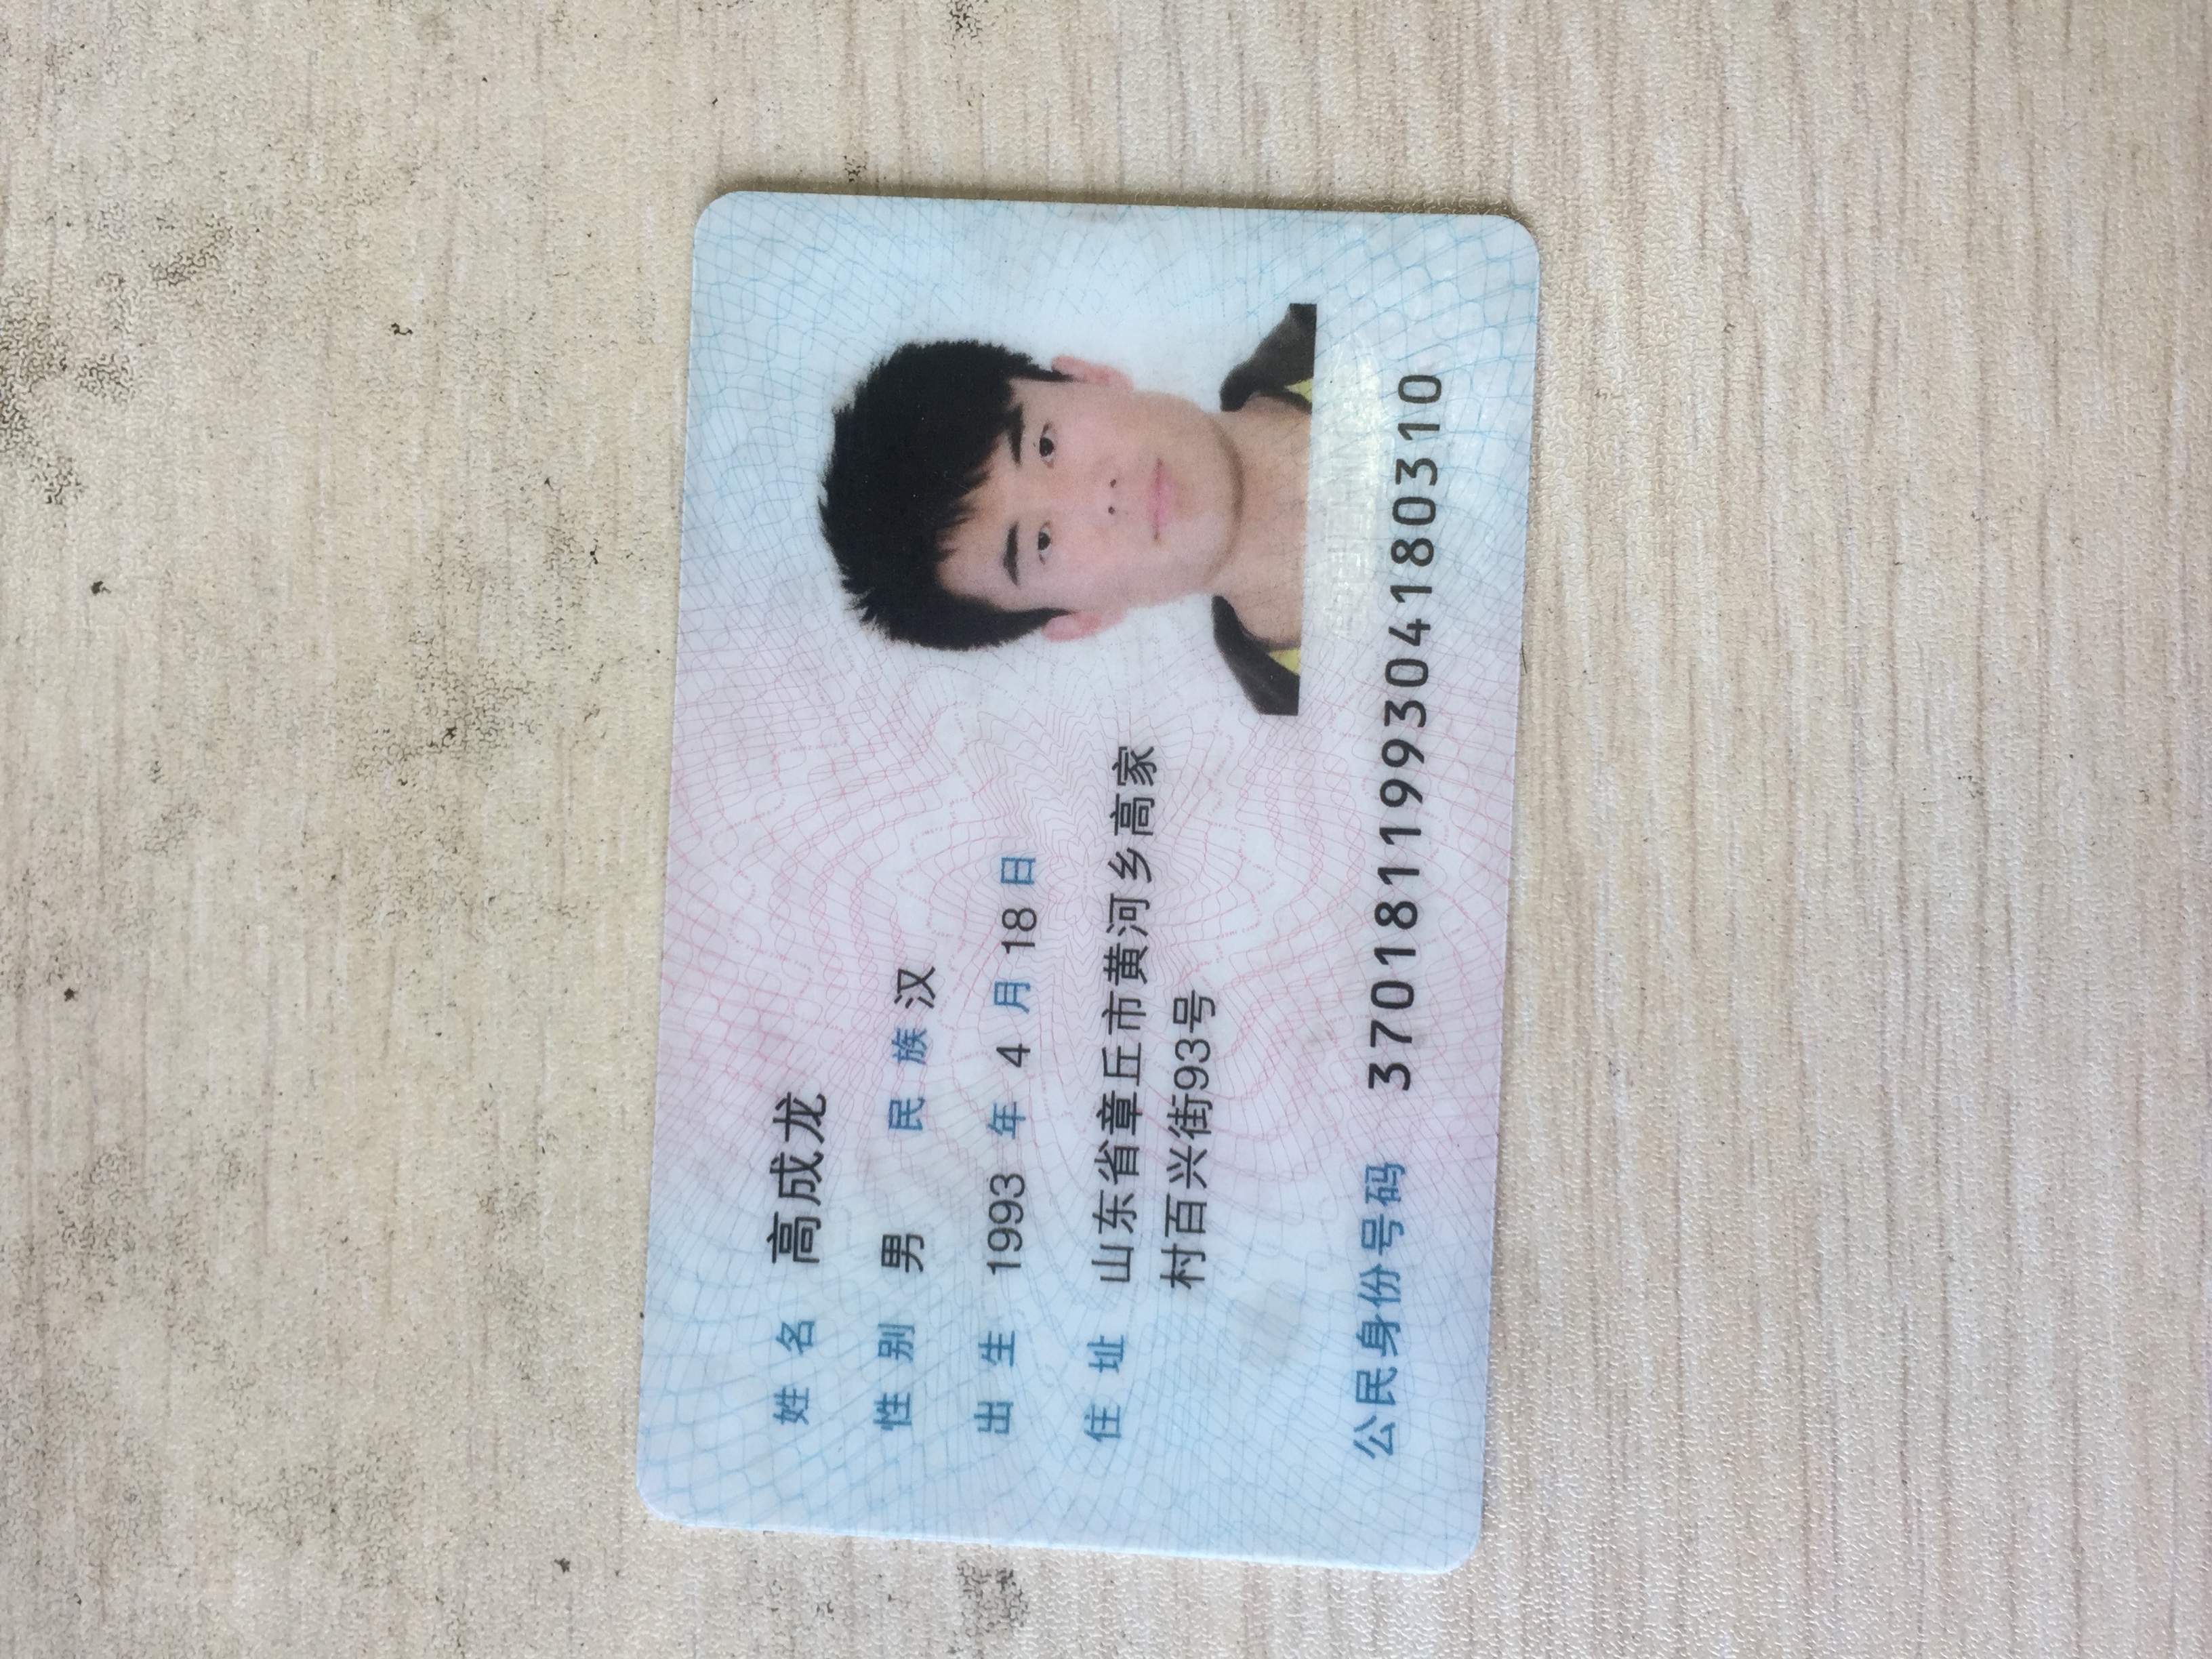 姓名 高成龙
性别 男 民族 汉
出生 1993 年 4 月 18 日
住址 山东省章丘市黄河乡高家
村百兴街93号
公民身份号码 370181199304180310